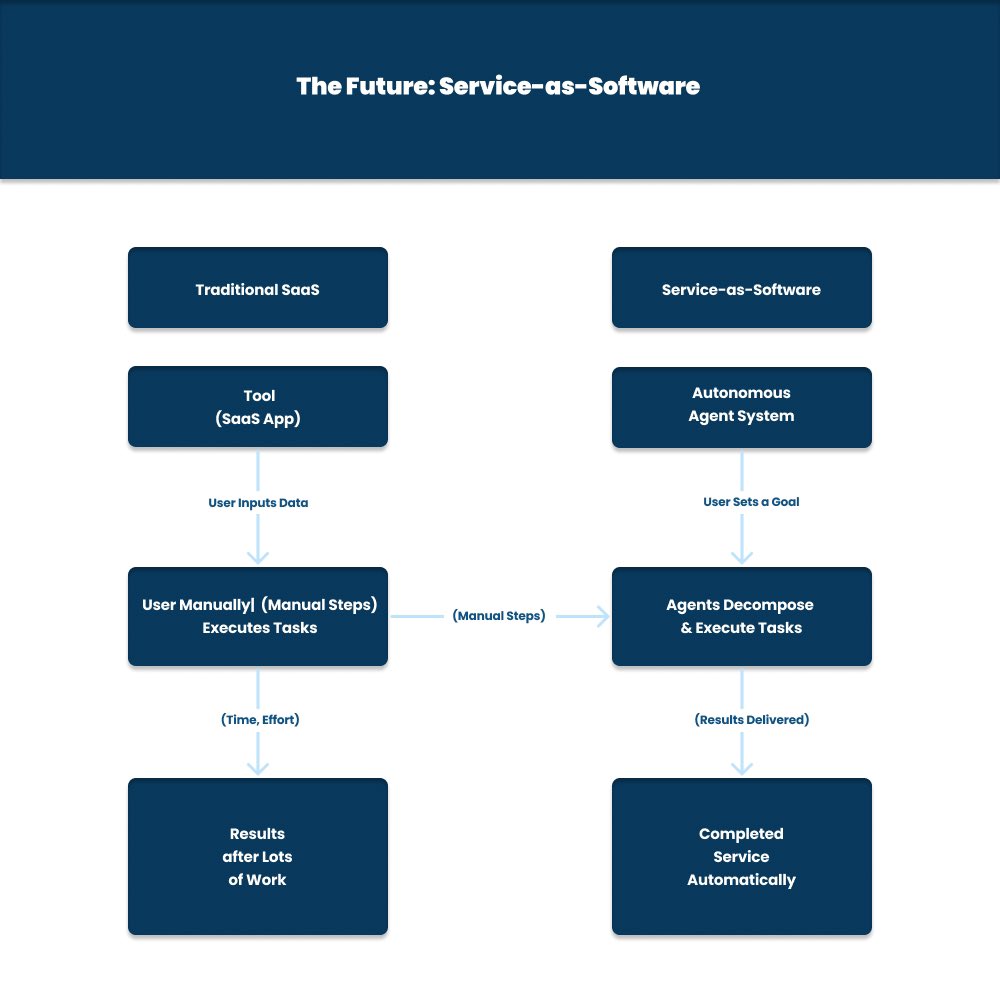 The Future: Service-as-Software
Traditional SaaS
Service-as-Software
Tool
(SaaS App)
Autonomous
Agent System
User Inputs Data
User Sets a Goal
User Manually| (Manual Steps)
Executes Tasks
(Manual Steps)
Agents Decompose
& Execute Tasks
(Time, Effort)
(Results Delivered)
Results
after Lots
of Work
Completed
Service
Automatically